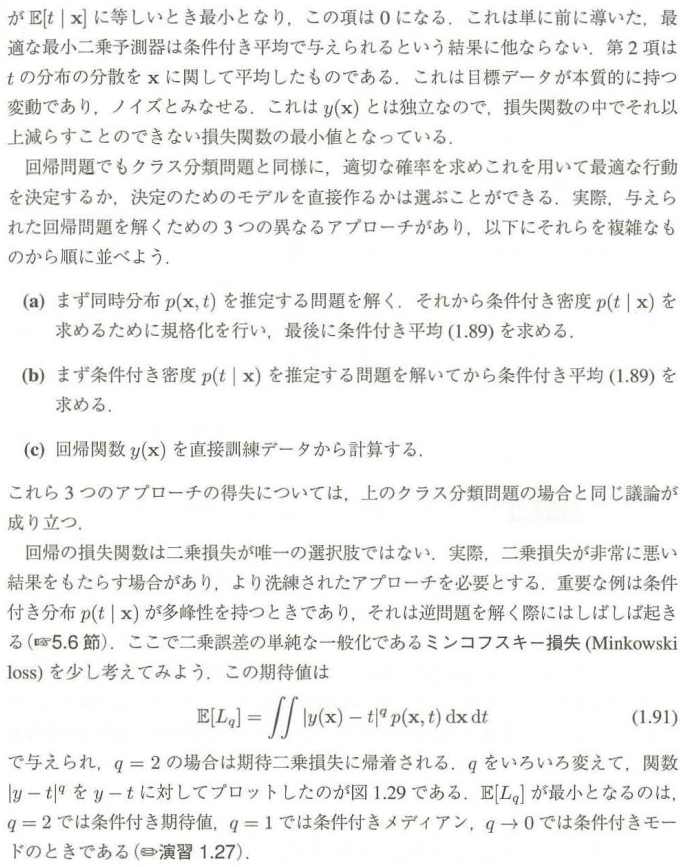 が 𝔼[t | x] に等しいとき最小となり，この項は 0 になる．これは単に前に導いた，最
適な最小二乗予測器は条件付き平均で与えられるという結果に他ならない．第 2 項は
t の分布の分散を x に関して平均したものである．これは目標データが本質的に持つ
変動であり，ノイズとみなせる．これは y(x) とは独立なので，損失関数の中でそれ以
上減らすことのできない損失関数の最小値となっている．
回帰問題でもクラス分類問題と同様に，適切な確率を求めこれを用いて最適な行動
を決定するか，決定のためのモデルを直接作るかは選ぶことができる．実際，与えら
れた回帰問題を解くための 3 つの異なるアプローチがあり，以下にそれらを複雑なも
のから順に並べよう．
(a) まず同時分布 p(x, t) を推定する問題を解く．それから条件付き密度 p(t | x) を
求めるために規格化を行い，最後に条件付き平均 (1.89) を求める．
(b) まず条件付き密度 p(t | x) を推定する問題を解いてから条件付き平均 (1.89) を
求める．
(c) 回帰関数 y(x) を直接訓練データから計算する．
これら 3 つのアプローチの得失については，上のクラス分類問題の場合と同じ議論が
成り立つ．
回帰の損失関数は二乗損失が唯一の選択肢ではない．実際，二乗損失が非常に悪い
結果をもたらす場合があり，より洗練されたアプローチを必要とする．重要な例は条件
付き分布 p(t | x) が多峰性を持つときであり，それは逆問題を解く際にはしばしば起き
る (☞5.6 節)．ここで二乗誤差の単純な一般化であるミンコフスキー損失 (Minkowski
loss) を少し考えてみよう．この期待値は
𝔼[L_q] = ∬ |y(x) − t|^q p(x, t) dx dt (1.91)
で与えられ，q = 2 の場合は期待二乗損失に帰着される．q をいろいろ変えて，関数
|y − t|^q を y − t に対してプロットしたのが図 1.29 である．𝔼[L_q] が最小となるのは，
q = 2 では条件付き期待値，q = 1 では条件付きメディアン，q → 0 では条件付きモー
ドのときである (✏演習 1.27)．